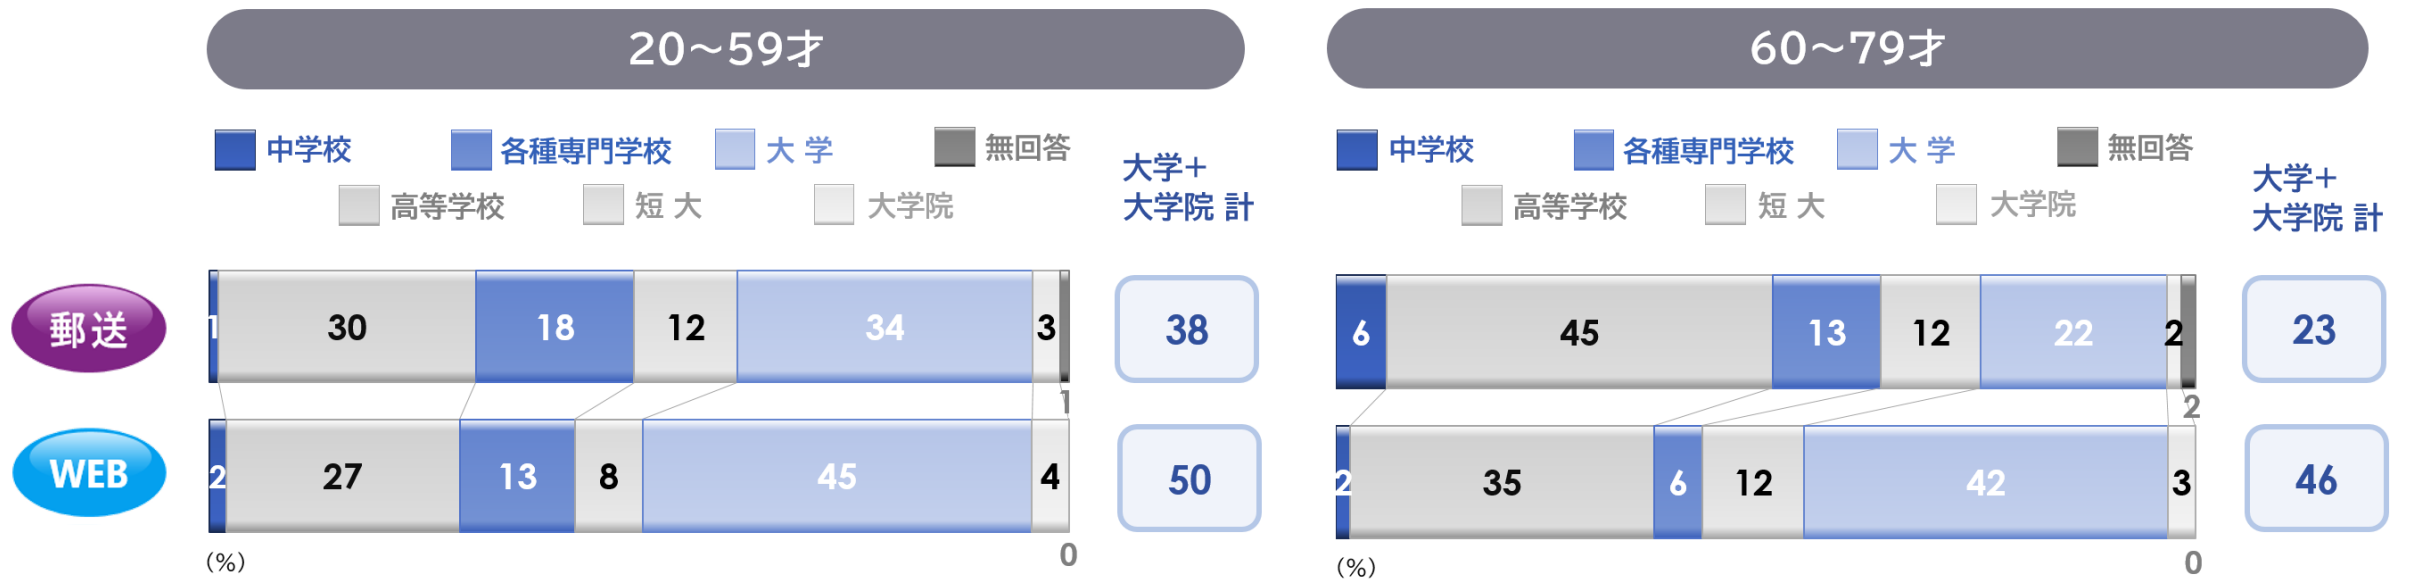 20～59才
中学校 各種専門学校 大 学 無回答
高等学校 短 大 大学院
大学＋
大学院 計
郵送
1 30 18 12 34 3
1
38
WEB
2 27 13 8 45 4
0
50
(%)
60～79才
中学校 各種専門学校 大 学 無回答
高等学校 短 大 大学院
大学＋
大学院 計
6 45 13 12 22 2
2
23
2 35 6 12 42 3
0
46
(%)